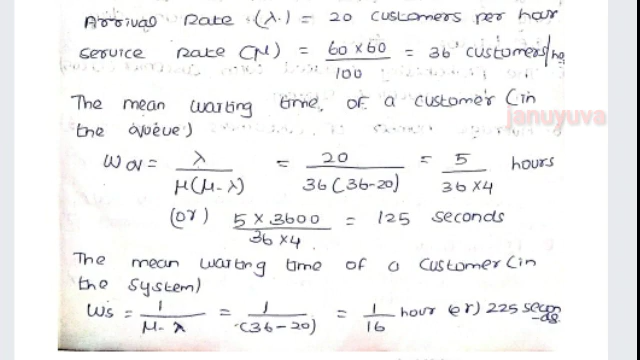 Arrival Rate (λ) = 20 customers per hour
service Rate (μ) = 60 × 60 / 100 = 36 customers/ho
The mean waiting time of a customer (in
januyuva
the queue)
Wq = λ / μ(μ-λ) = 20 / 36(36-20) = 5 / 36×4 hours
(or) 5 × 3600 / 36 × 4 = 125 seconds
The mean waiting time of a customer (in
the system)
Ws = 1 / μ-λ = 1 / (36-20) = 1 / 16 hour (or) 225 secon
-ds